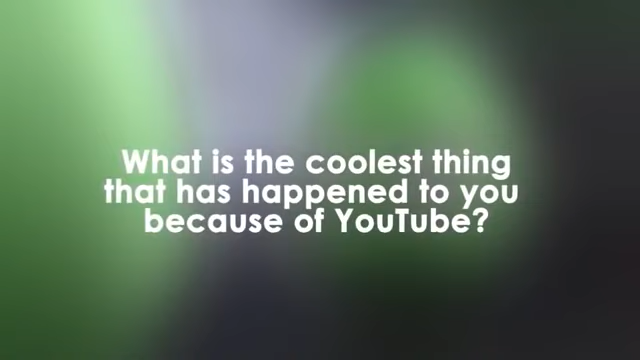 What is the coolest thing
that has happened to you
because of YouTube?